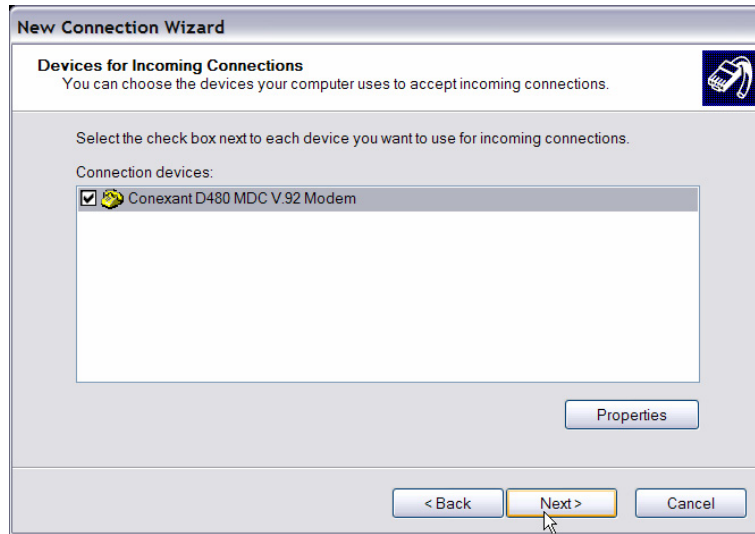 New Connection Wizard
Devices for Incoming Connections
You can choose the devices your computer uses to accept incoming connections.
Select the check box next to each device you want to use for incoming connections.
Connection devices:
Conexant D480 MDC V.92 Modem
Properties
< Back
Next >
Cancel